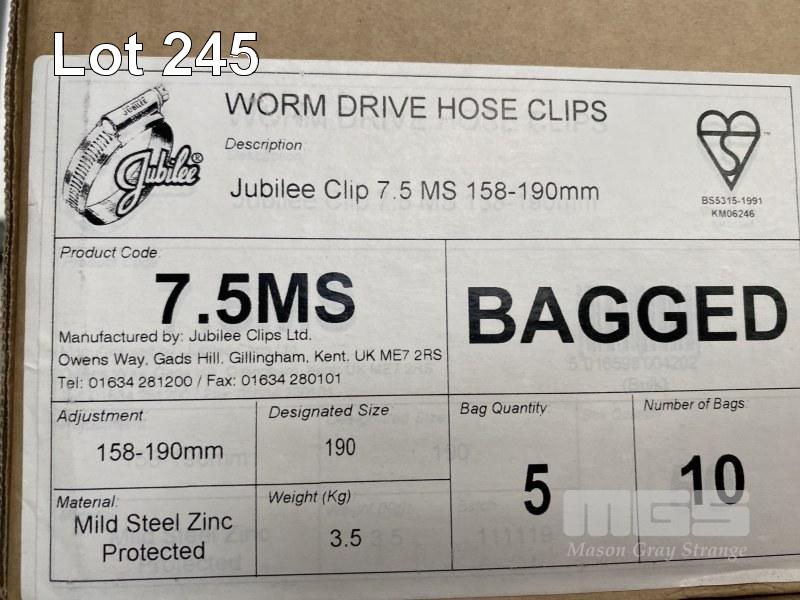 Lot 245
JUBILEE
Jubilee®
WORM DRIVE HOSE CLIPS
Description
Jubilee Clip 7.5 MS 158-190mm
™
BS5315-1991
KM06246
Product Code
7.5MS
Manufactured by: Jubilee Clips Ltd.
Owens Way, Gads Hill, Gillingham, Kent. UK ME7 2RS
Tel: 01634 281200 / Fax: 01634 280101
BAGGED
Adjustment
158-190mm
Designated Size
190
Bag Quantity
5
Number of Bags
10
Material:
Mild Steel Zinc
Protected
Weight (Kg)
3.5
MGS
Mason Gray Strange